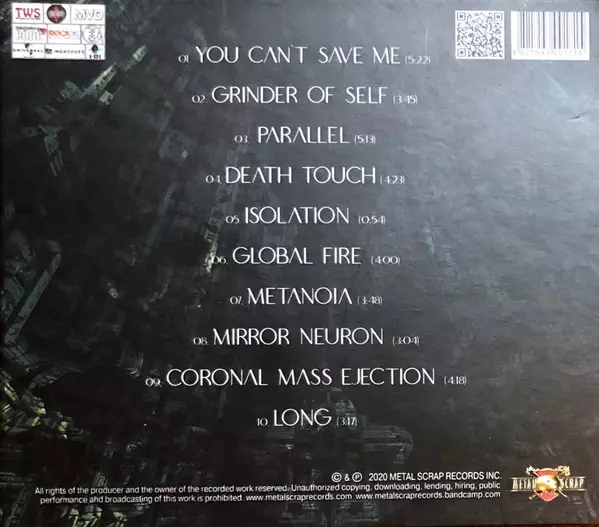 TWS
MVD
UNIVERSAL
INGROOVES
01. YOU CAN'T SAVE ME (5:22)
02. GRINDER OF SELF (3:45)
03. PARALLEL (5:13)
04. DEATH TOUCH (4:23)
05. ISOLATION (0:54)
06. GLOBAL FIRE (4:00)
07. METANOIA (3:48)
08. MIRROR NEURON (3:04)
09. CORONAL MASS EJECTION (4:18)
10. LONG (3:17)
© & ℗ 2020 METAL SCRAP RECORDS INC.
All rights of the producer and the owner of the recorded work reserved. Unauthorized copying, downloading, lending, hiring, public
performance and broadcasting of this work is prohibited. www.metalscraprecords.com, www.metalscraprecords.bandcamp.com
METAL SCRAP